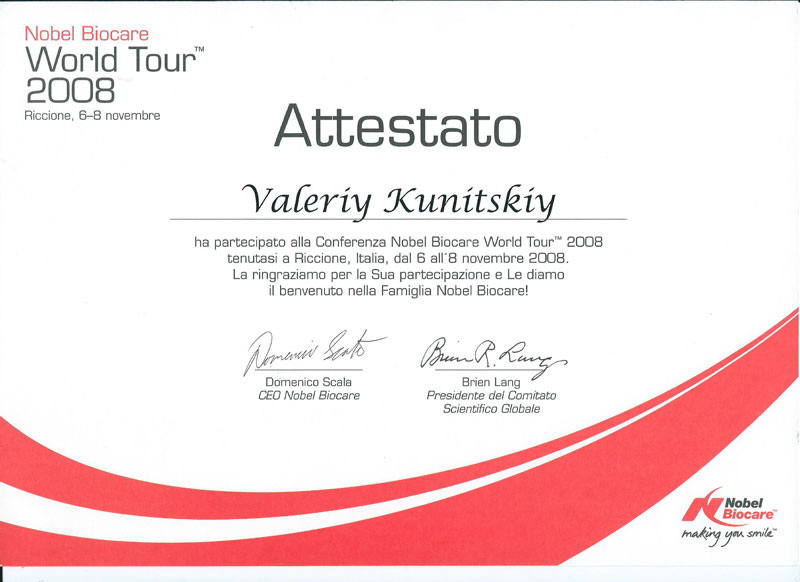 Nobel Biocare
World Tour™
2008
Riccione, 6–8 novembre
Attestato
Valeriy Kunitskiy
ha partecipato alla Conferenza Nobel Biocare World Tour™ 2008
tenutasi a Riccione, Italia, dal 6 all´8 novembre 2008.
La ringraziamo per la Sua partecipazione e Le diamo
il benvenuto nella Famiglia Nobel Biocare!
Domenico Scala
Brien R. Lang
Domenico Scala
CEO Nobel Biocare
Brien Lang
Presidente del Comitato
Scientifico Globale
Nobel
Biocare™
making you smile™